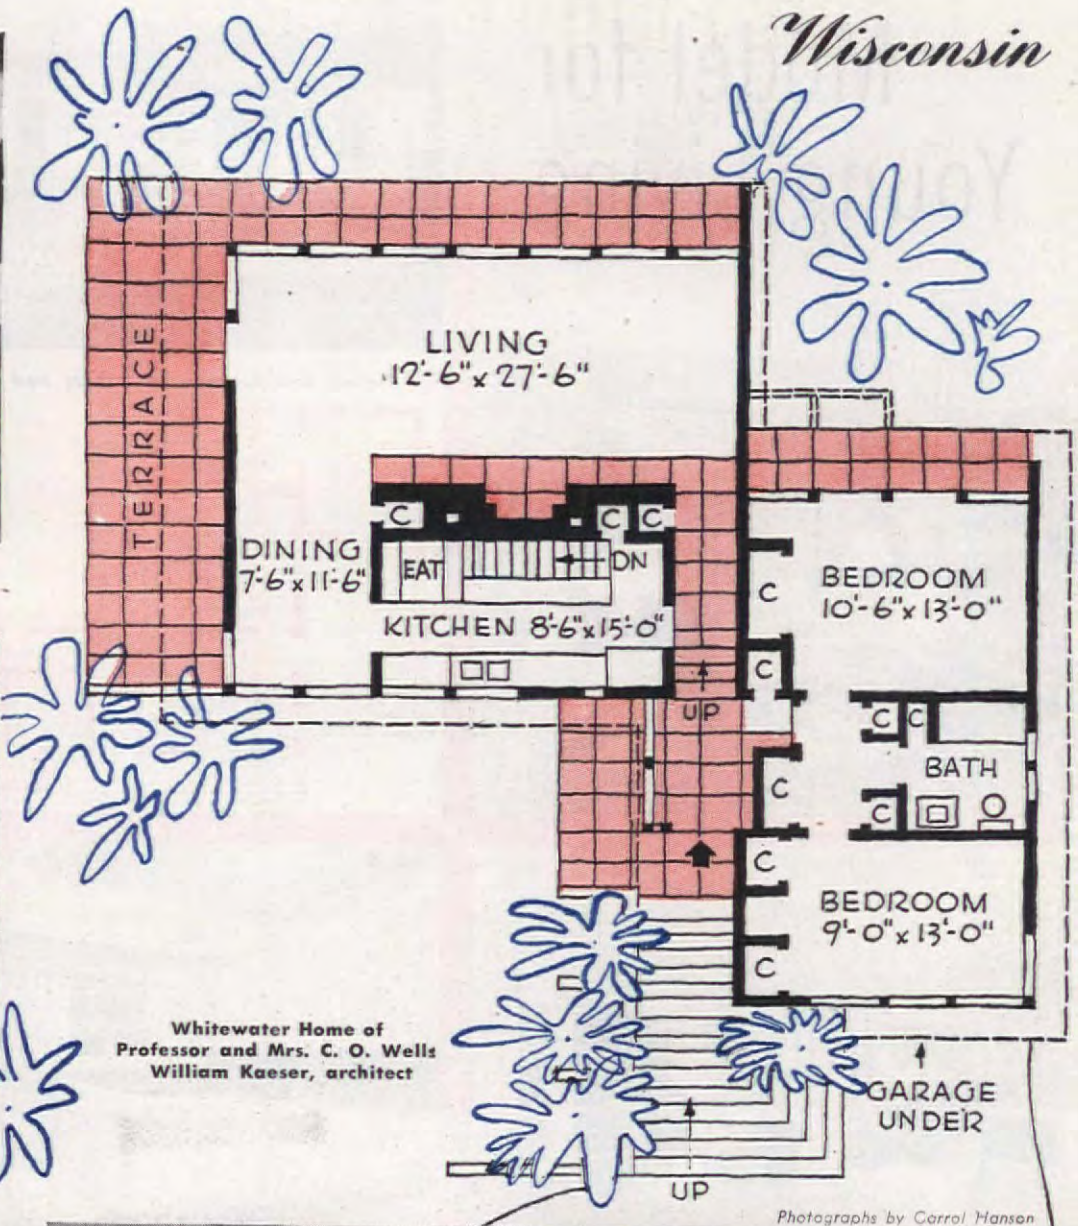 Wisconsin
LIVING
12'-6" x 27'-6"
TERRACE
C
C
C
DINING
7'-6" x 11'-6"
EAT
DN
KITCHEN 8'-6" x 15'-0"
C
BEDROOM
10'-6" x 13'-0"
C
UP
C
C
BATH
C
C
C
BEDROOM
9'-0" x 13'-0"
C
Whitewater Home of
Professor and Mrs. C. O. Wells
William Kaeser, architect
GARAGE
UNDER
UP
Photographs by Carrol Hanson